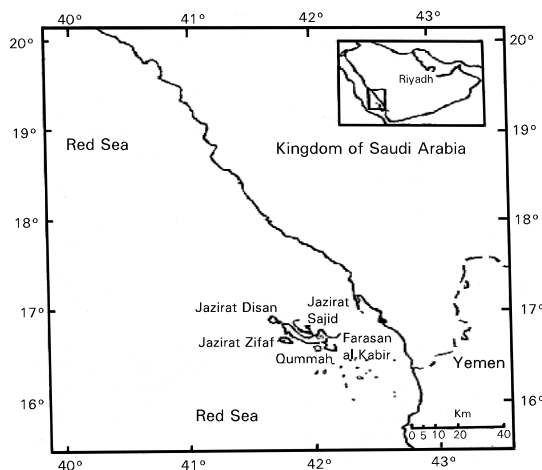 40° 41° 42° 43°
20° 20°
Riyadh
19° 19°
Red Sea
Kingdom of Saudi Arabia
18° 18°
17° 17°
Jazirat Disan
Jazirat
Sajid
Jazirat Zifaf
Farasan
al Kabir
Qummah
Yemen
16° 16°
Red Sea
Km
0 5 10 20 40
40° 41° 42° 43°